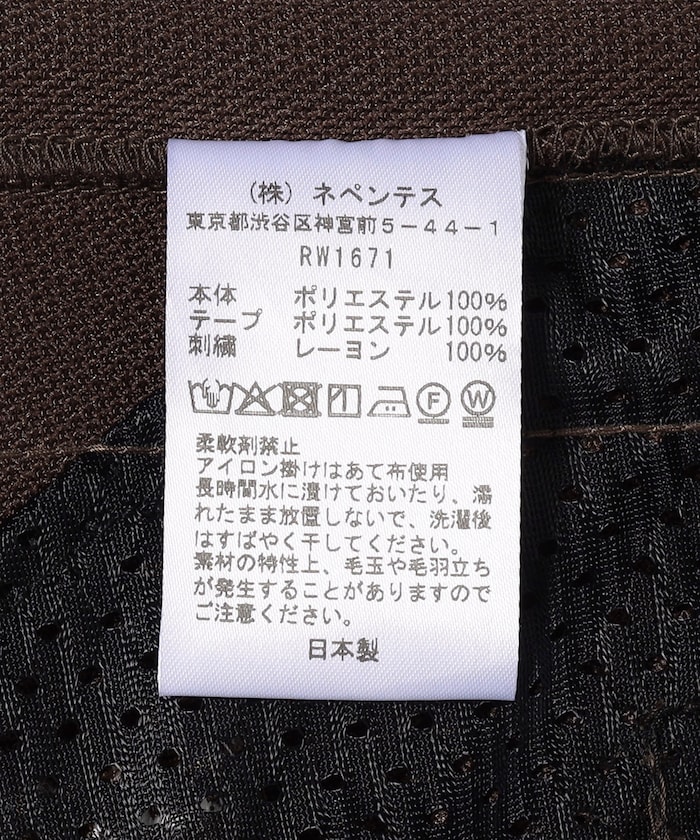 (株) ネペンテス
東京都渋谷区神宮前5-44-1
RW1671
本体 ポリエステル100%
テープ ポリエステル100%
刺繍 レーヨン 100%
F W
柔軟剤禁止
アイロン掛けはあて布使用
長時間水に漬けておいたり、濡
れたまま放置しないで、洗濯後
はすばやく干してください。
素材の特性上、毛玉や毛羽立ち
が発生することがありますので
ご注意ください。
日本製